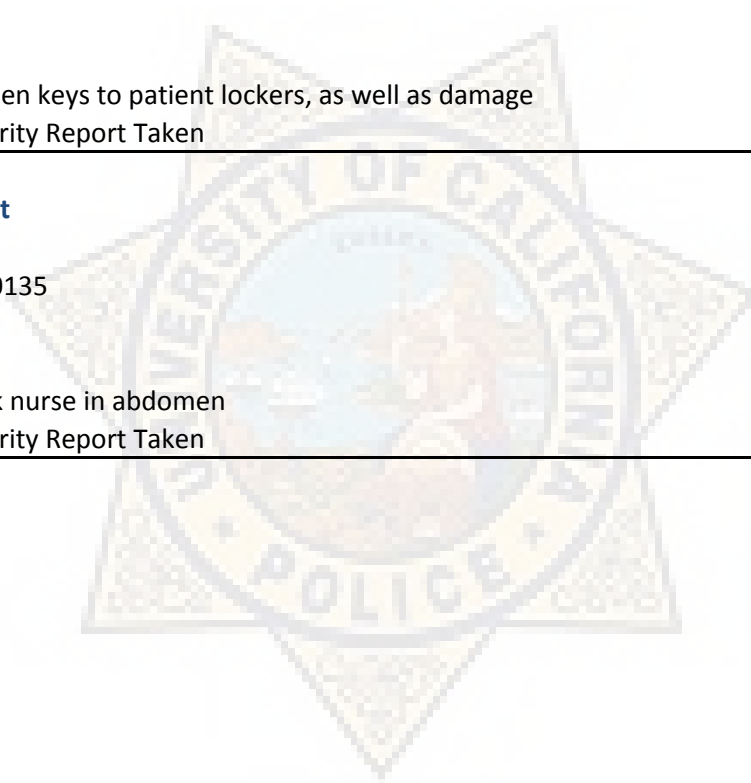 en keys to patient lockers, as well as damage
rity Report Taken
t
0135
k nurse in abdomen
rity Report Taken
UNIVERSITY OF CALIFORNIA
EUREKA
POLICE